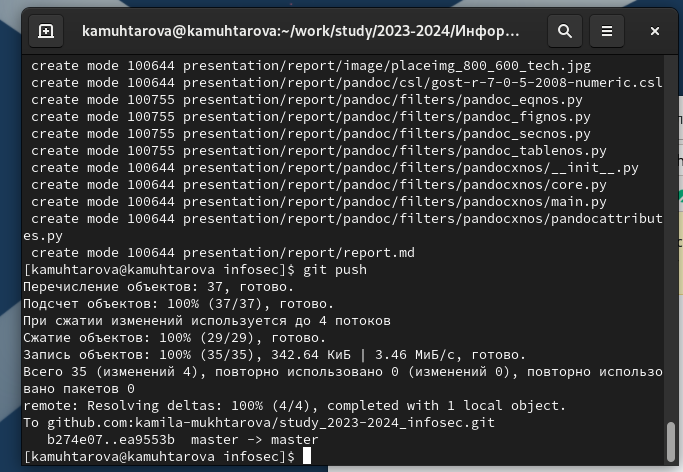 kamuhtarova@kamuhtarova:~/work/study/2023-2024/Инфор...
create mode 100644 presentation/report/image/placeimg_800_600_tech.jpg
create mode 100644 presentation/report/pandoc/csl/gost-r-7-0-5-2008-numeric.csl
create mode 100755 presentation/report/pandoc/filters/pandoc_eqnos.py
create mode 100755 presentation/report/pandoc/filters/pandoc_fignos.py
create mode 100755 presentation/report/pandoc/filters/pandoc_secnos.py
create mode 100755 presentation/report/pandoc/filters/pandoc_tablenos.py
create mode 100644 presentation/report/pandoc/filters/pandocxnos/__init__.py
create mode 100644 presentation/report/pandoc/filters/pandocxnos/core.py
create mode 100644 presentation/report/pandoc/filters/pandocxnos/main.py
create mode 100644 presentation/report/pandoc/filters/pandocxnos/pandocattribut
es.py
create mode 100644 presentation/report/report.md
[kamuhtarova@kamuhtarova infosec]$ git push
Перечисление объектов: 37, готово.
Подсчет объектов: 100% (37/37), готово.
При сжатии изменений используется до 4 потоков
Сжатие объектов: 100% (29/29), готово.
Запись объектов: 100% (35/35), 342.64 КиБ | 3.46 МиБ/с, готово.
Всего 35 (изменений 4), повторно использовано 0 (изменений 0), повторно использо
вано пакетов 0
remote: Resolving deltas: 100% (4/4), completed with 1 local object.
To github.com:kamila-mukhtarova/study_2023-2024_infosec.git
b274e07..ea9553b  master -> master
[kamuhtarova@kamuhtarova infosec]$